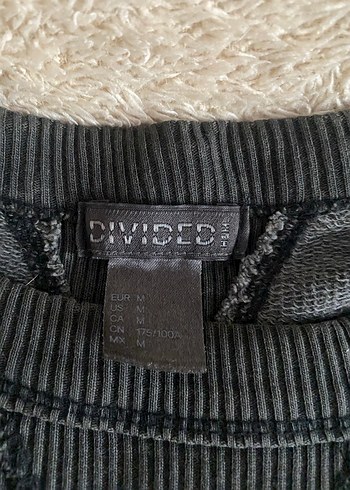 DIVIDED
H&M
EUR M
US M
CA M
CN 175/100A
MX M